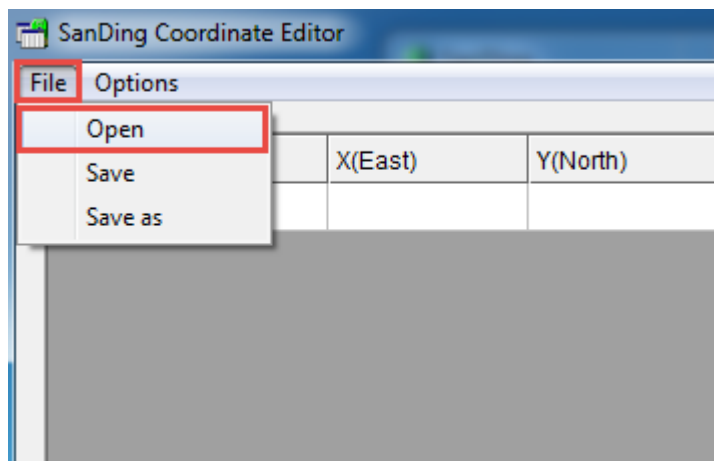 SanDing Coordinate Editor
File Options
Open
X(East) Y(North)
Save
Save as